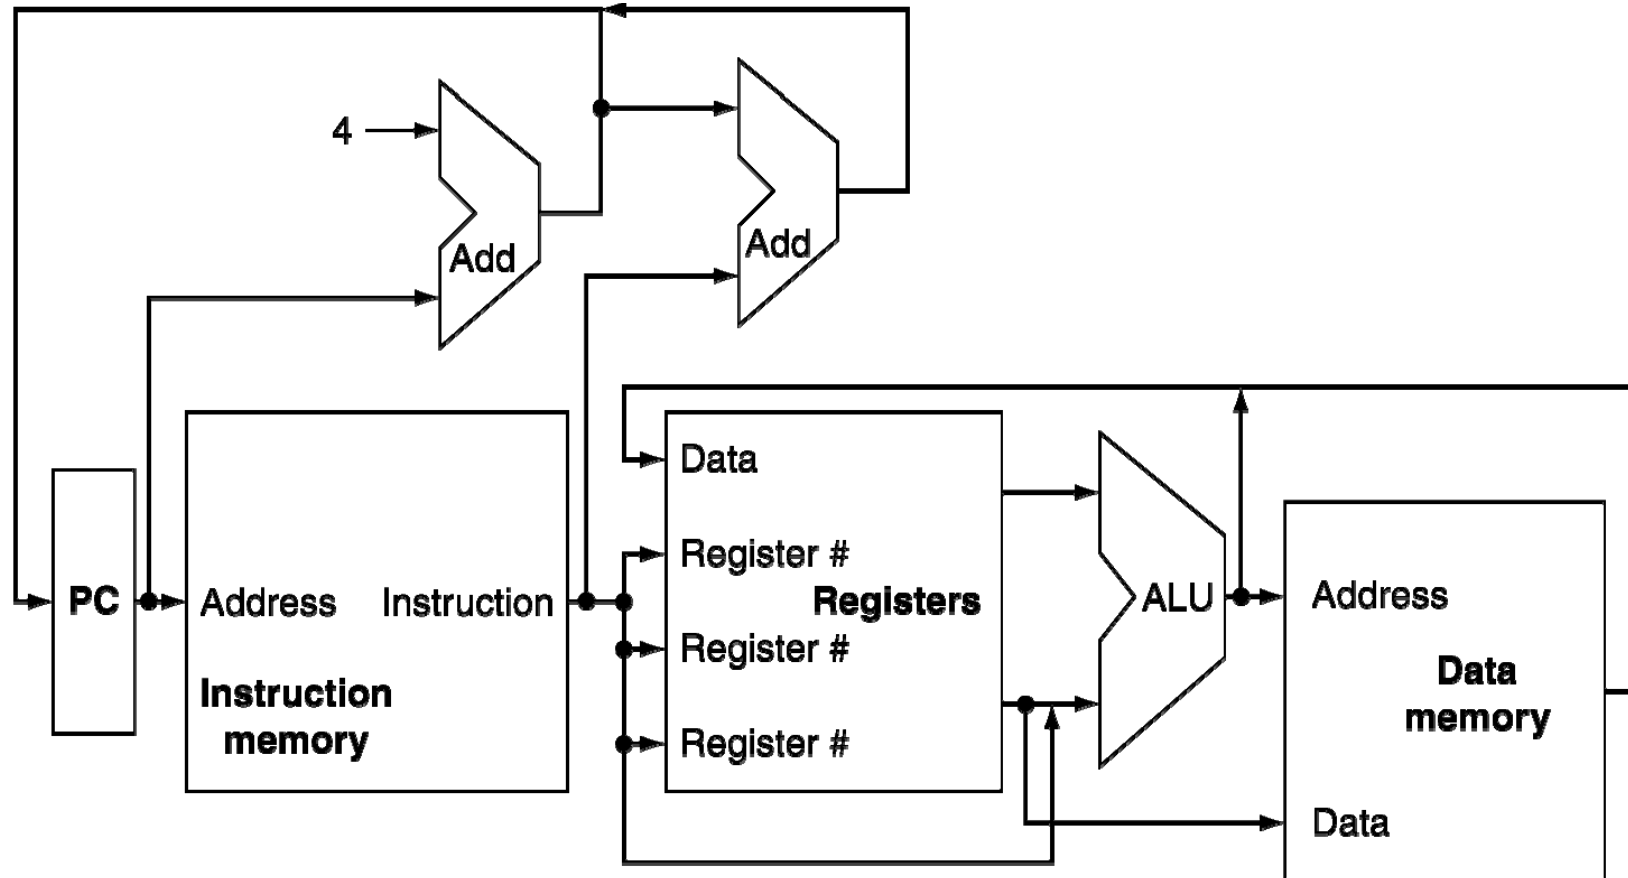 4
Add
Add
Data
Register #
PC
Address
Instruction
Registers
ALU
Address
Register #
Instruction
memory
Data
memory
Register #
Data